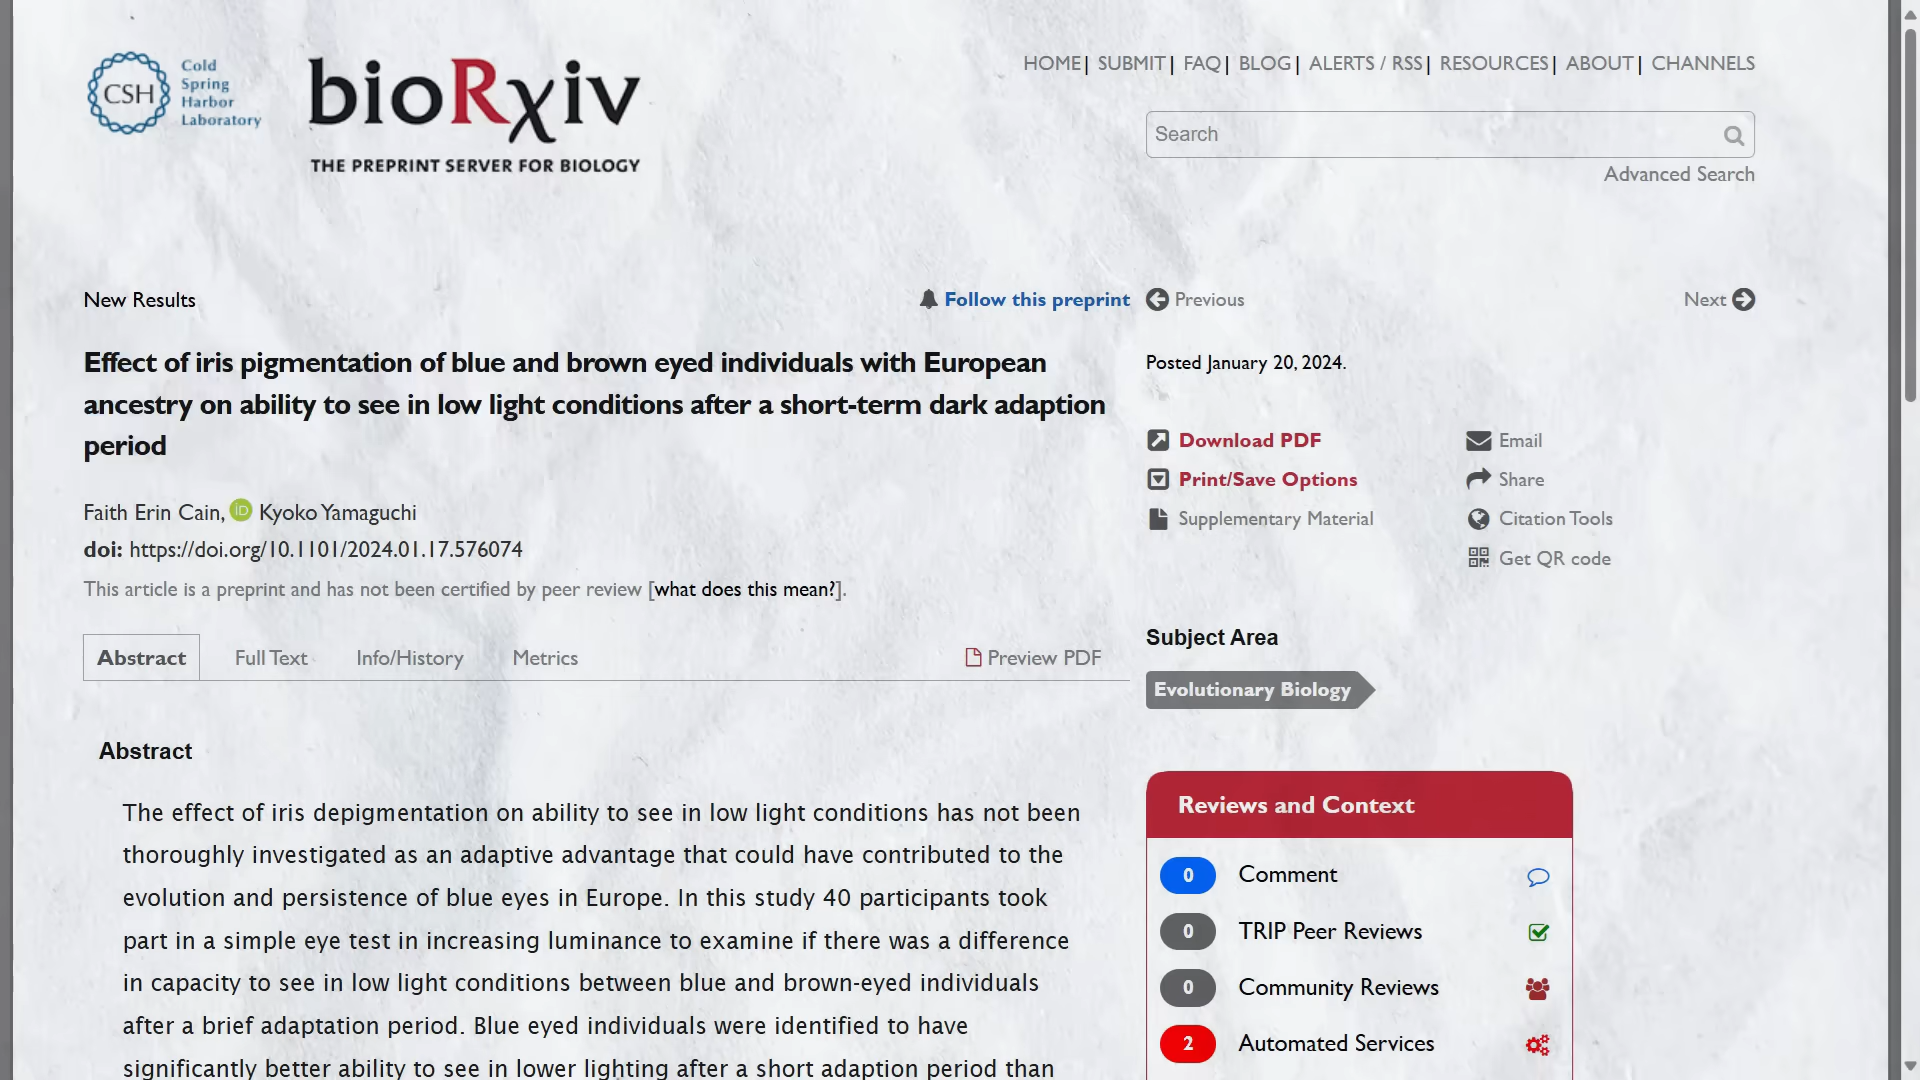 HOME | SUBMIT | FAQ | BLOG | ALERTS / RSS | RESOURCES | ABOUT | CHANNELS
CSH
Cold
Spring
Harbor
Laboratory
bioRxiv
THE PREPRINT SERVER FOR BIOLOGY
Search
Advanced Search
New Results
Follow this preprint
Previous
Next
Effect of iris pigmentation of blue and brown eyed individuals with European
ancestry on ability to see in low light conditions after a short-term dark adaption
period
Faith Erin Cain, iD Kyoko Yamaguchi
doi: https://doi.org/10.1101/2024.01.17.576074
This article is a preprint and has not been certified by peer review [what does this mean?].
Abstract
Full Text
Info/History
Metrics
Preview PDF
Abstract
The effect of iris depigmentation on ability to see in low light conditions has not been
thoroughly investigated as an adaptive advantage that could have contributed to the
evolution and persistence of blue eyes in Europe. In this study 40 participants took
part in a simple eye test in increasing luminance to examine if there was a difference
in capacity to see in low light conditions between blue and brown-eyed individuals
after a brief adaptation period. Blue eyed individuals were identified to have
significantly better ability to see in lower lighting after a short adaption period than
Posted January 20, 2024.
Download PDF
Print/Save Options
Supplementary Material
Email
Share
Citation Tools
Get QR code
Subject Area
Evolutionary Biology
Reviews and Context
0 Comment
0 TRIP Peer Reviews
0 Community Reviews
2 Automated Services